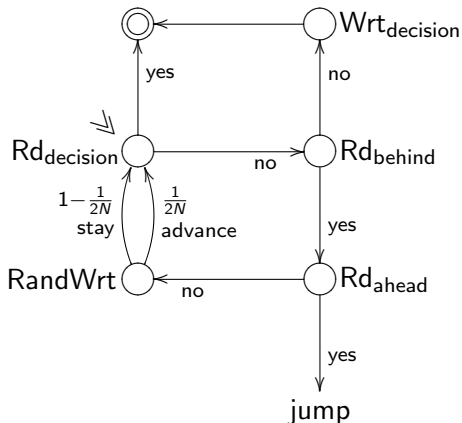 Wrt_decision
yes
no
Rd_decision
no
Rd_behind
1−1/2N
1/2N
yes
stay
advance
RandWrt
no
Rd_ahead
yes
jump